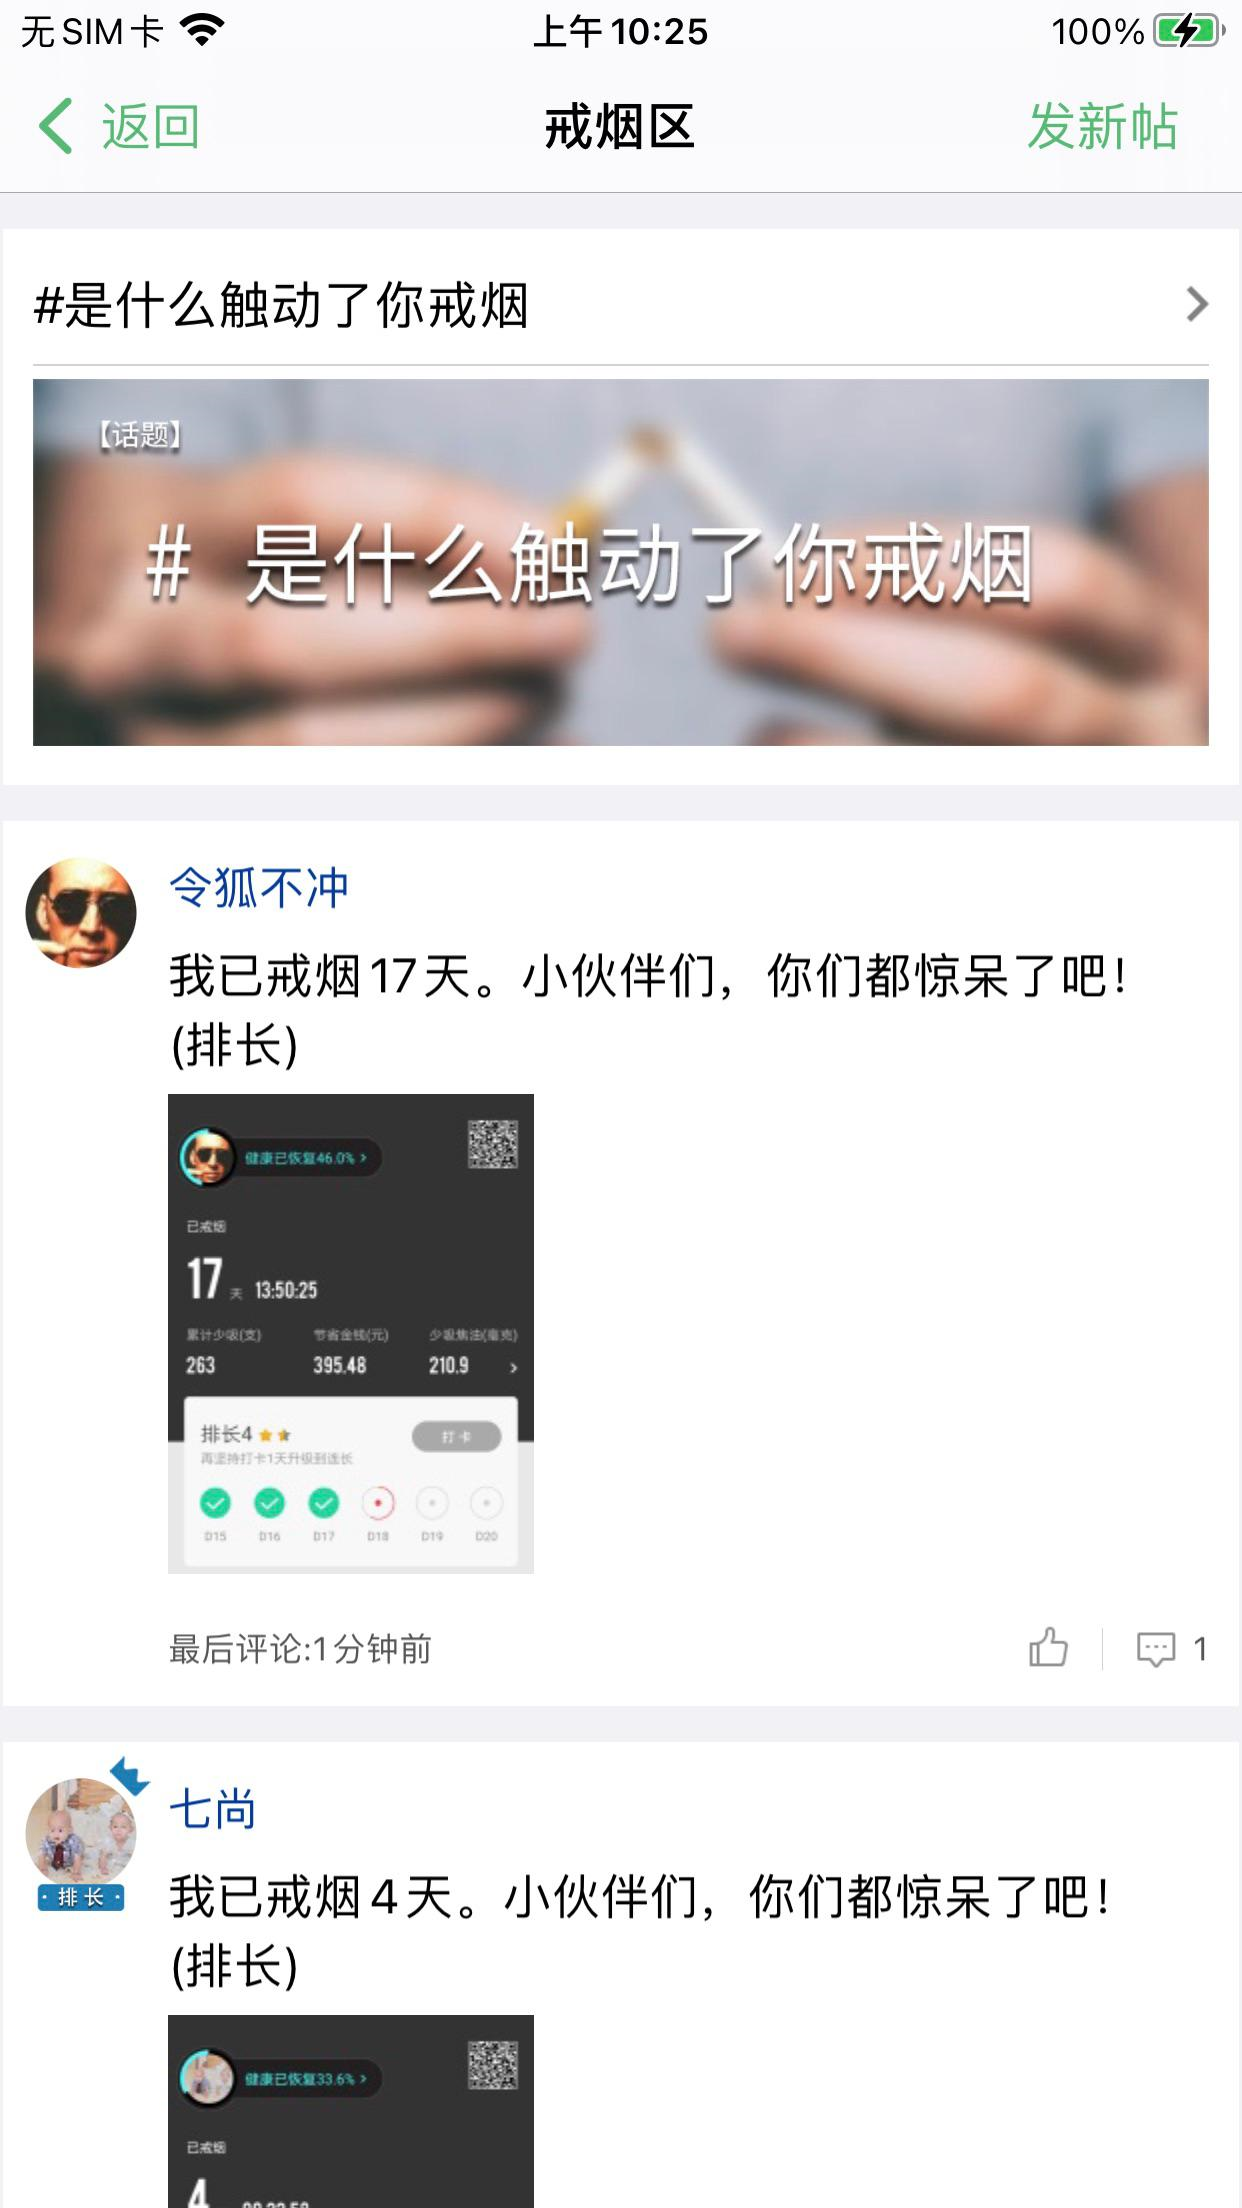 无SIM卡
上午10:25
100%
返回
戒烟区
发新帖
#是什么触动了你戒烟
【话题】
# 是什么触动了你戒烟
令狐不冲
我已戒烟17天。小伙伴们，你们都惊呆了吧！
(排长)
健康已恢复46.0% >
已戒烟
17 天 13:50:25
累计少吸(支) 节省金钱(元) 少吸焦油(毫克)
263 395.48 210.9 >
排长4
打卡
再坚持打卡1天升级到连长
D15 D16 D17 D18 D19 D20
最后评论:1分钟前
1
七尚
·排长·
我已戒烟4天。小伙伴们，你们都惊呆了吧！
(排长)
健康已恢复33.6% >
已戒烟
4